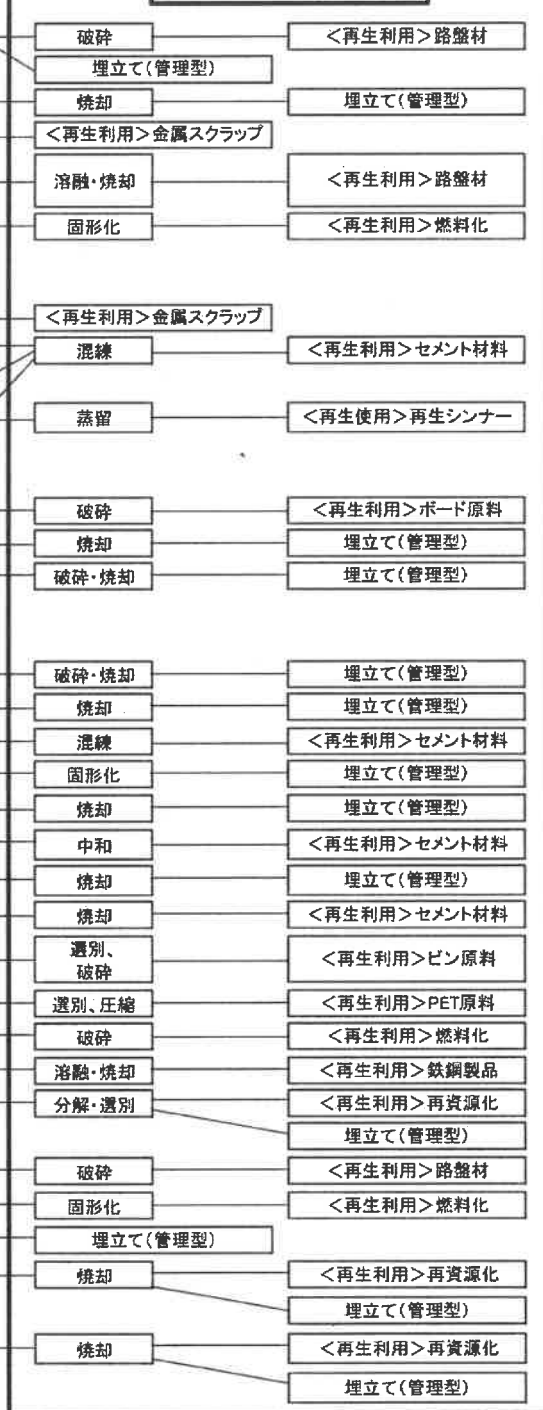 破砕 <再生利用>路盤材
埋立て(管理型)
焼却 埋立て(管理型)
<再生利用>金属スクラップ
溶融・焼却 <再生利用>路盤材
固形化 <再生利用>燃料化
<再生利用>金属スクラップ
混練 <再生利用>セメント材料
蒸留 <再生使用>再生シンナー
破砕 <再生利用>ボード原料
焼却 埋立て(管理型)
破砕・焼却 埋立て(管理型)
破砕・焼却 埋立て(管理型)
焼却 埋立て(管理型)
混練 <再生利用>セメント材料
固形化 埋立て(管理型)
焼却 埋立て(管理型)
中和 <再生利用>セメント材料
焼却 埋立て(管理型)
焼却 <再生利用>セメント材料
選別、
破砕 <再生利用>ビン原料
選別、圧縮 <再生利用>PET原料
破砕 <再生利用>燃料化
溶融・焼却 <再生利用>鉄鋼製品
分解・選別 <再生利用>再資源化
埋立て(管理型)
破砕 <再生利用>路盤材
固形化 <再生利用>燃料化
埋立て(管理型)
焼却 <再生利用>再資源化
埋立て(管理型)
焼却 <再生利用>再資源化
埋立て(管理型)